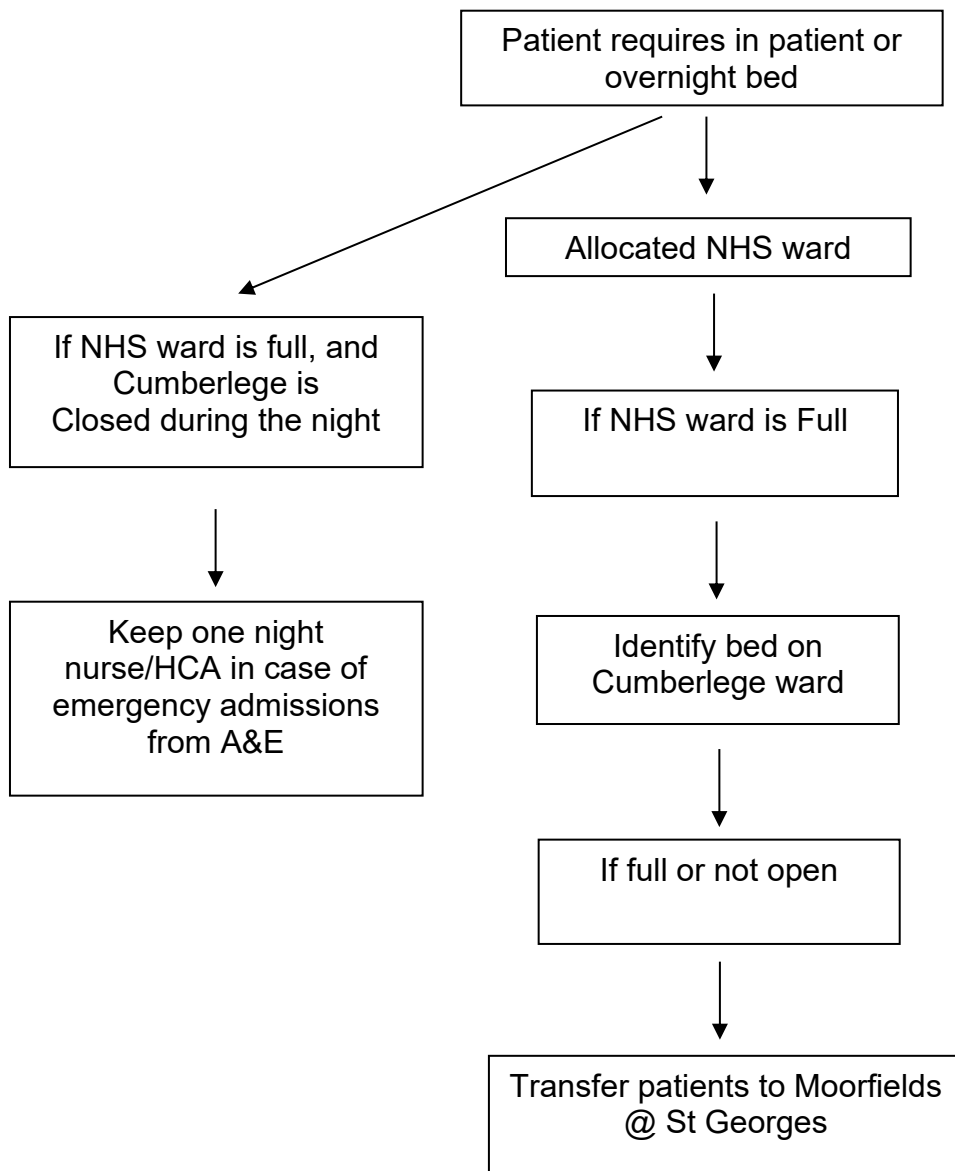 Patient requires in patient or
overnight bed
Allocated NHS ward
If NHS ward is full, and
Cumberlege is
Closed during the night
If NHS ward is Full
Keep one night
nurse/HCA in case of
emergency admissions
from A&E
Identify bed on
Cumberlege ward
If full or not open
Transfer patients to Moorfields
@ St Georges